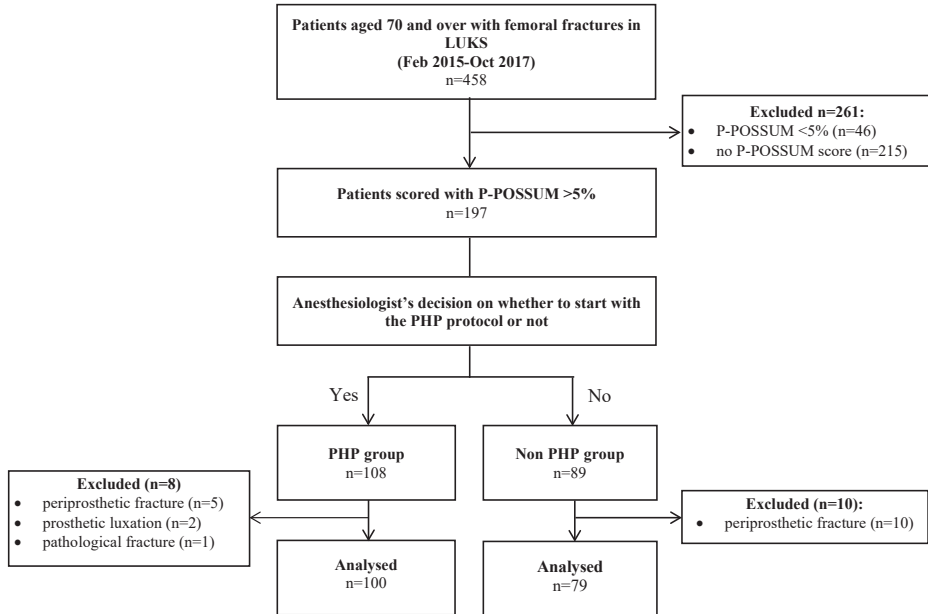 Patients aged 70 and over with femoral fractures in
LUKS
(Feb 2015-Oct 2017)
n=458
Excluded n=261:
• P-POSSUM <5% (n=46)
• no P-POSSUM score (n=215)
Patients scored with P-POSSUM >5%
n=197
Anesthesiologist's decision on whether to start with
the PHP protocol or not
Yes
No
PHP group
n=108
Non PHP group
n=89
Excluded (n=8)
• periprosthetic fracture (n=5)
• prosthetic luxation (n=2)
• pathological fracture (n=1)
Excluded (n=10):
• periprosthetic fracture (n=10)
Analysed
n=100
Analysed
n=79